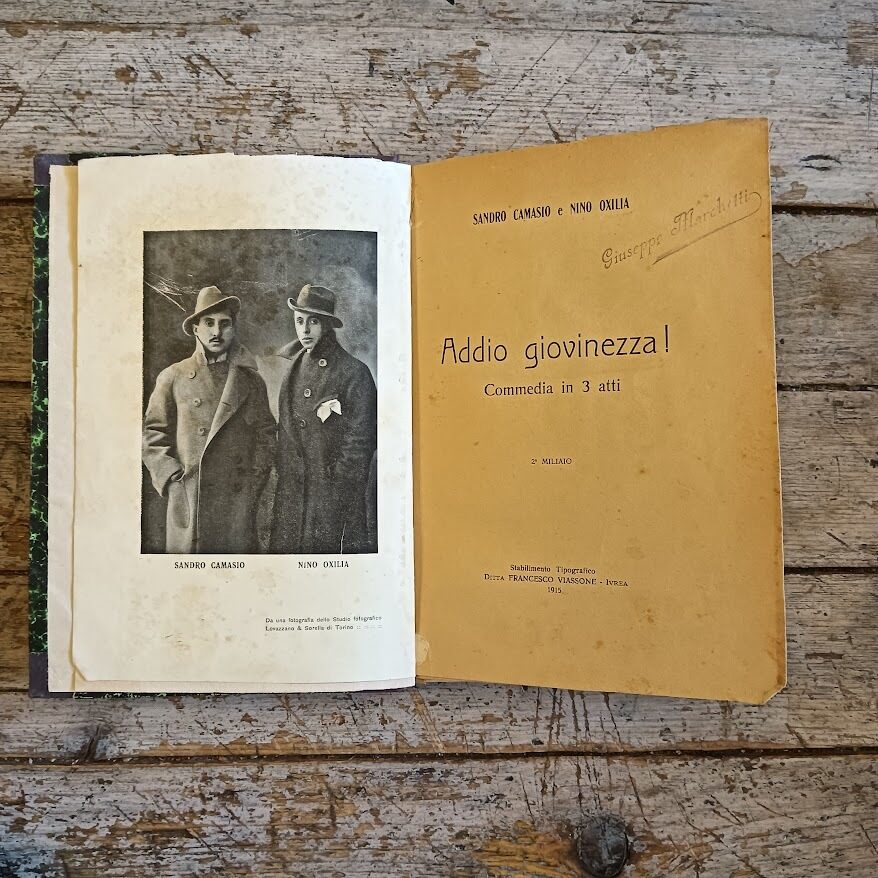 SANDRO CAMASIO
NINO OXILIA
Da una fotografia dello Studio fotografico
Lovazzano & Sorella di Torino
SANDRO CAMASIO e NINO OXILIA
Giuseppe Marchetti
Addio giovinezza!
Commedia in 3 atti
2° MILIAIO
Stabilimento Tipografico
DITTA FRANCESCO VIASSONE - IVREA
1915